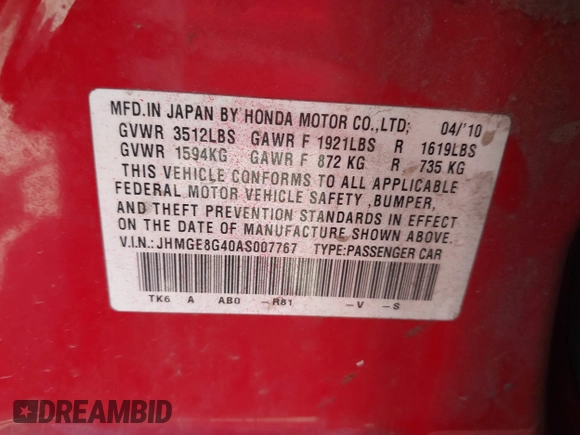 MFD.IN JAPAN BY HONDA MOTOR CO.,LTD; 04/'10
GVWR 3512LBS GAWR F 1921LBS R 1619LBS
GVWR 1594KG GAWR F 872 KG R 735 KG
THIS VEHICLE CONFORMS TO ALL APPLICABLE
FEDERAL MOTOR VEHICLE SAFETY ,BUMPER,
AND THEFT PREVENTION STANDARDS IN EFFECT
ON THE DATE OF MANUFACTURE SHOWN ABOVE.
V.I.N.: JHMGE8G40AS007767 TYPE:PASSENGER CAR
TK6 A AB0 -R81 -V -S
DREAMBID